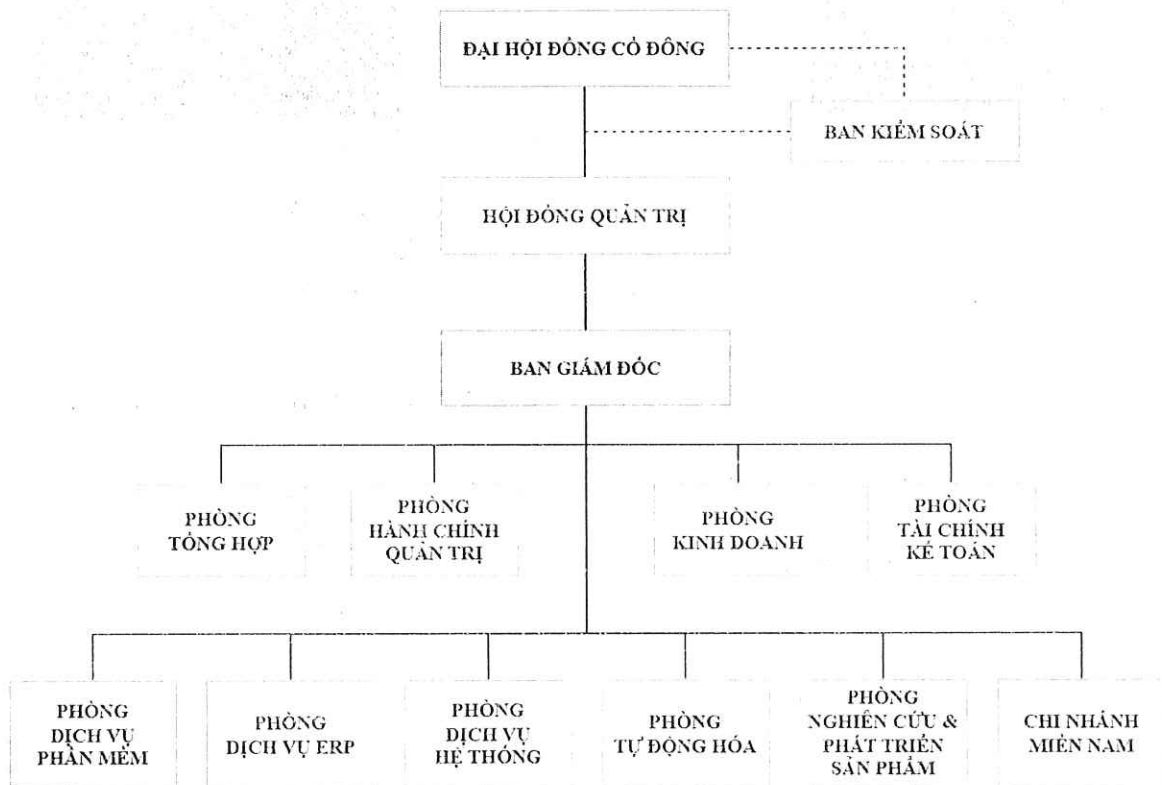 ĐẠI HỘI ĐỒNG CỔ ĐÔNG
BAN KIỂM SOÁT
HỘI ĐỒNG QUẢN TRỊ
BAN GIÁM ĐỐC
PHÒNG
TỔNG HỢP
PHÒNG
HÀNH CHÍNH
QUẢN TRỊ
PHÒNG
KINH DOANH
PHÒNG
TÀI CHÍNH
KẾ TOÁN
PHÒNG
DỊCH VỤ
PHẦN MỀM
PHÒNG
DỊCH VỤ ERP
PHÒNG
DỊCH VỤ
HỆ THỐNG
PHÒNG
TỰ ĐỘNG HÓA
PHÒNG
NGHIÊN CỨU &
PHÁT TRIỂN
SẢN PHẨM
CHI NHÁNH
MIỀN NAM